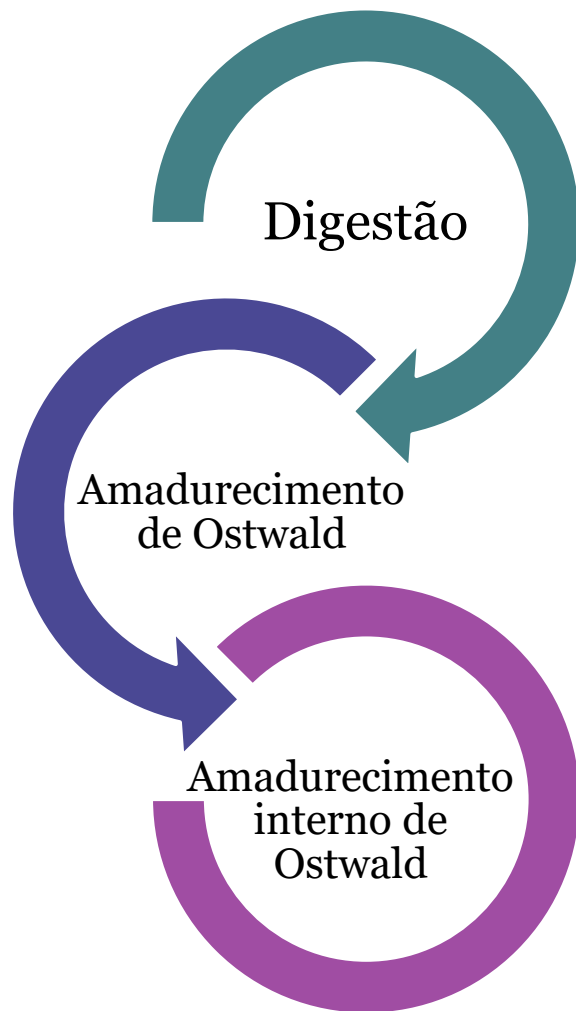 Digestão
Amadurecimento
de Ostwald
Amadurecimento
interno de
Ostwald